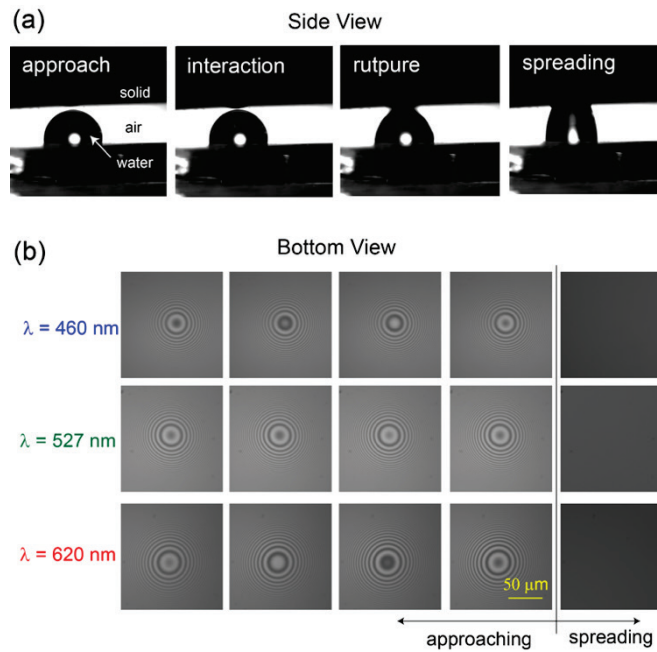 (a)
Side View
approach
interaction
rutpure
spreading
solid
air
water
(b)
Bottom View
λ = 460 nm
λ = 527 nm
λ = 620 nm
50 μm
approaching
spreading